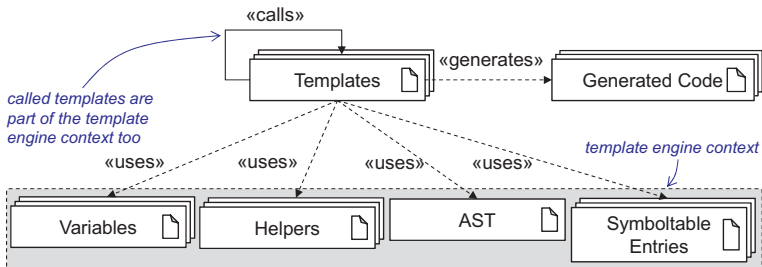 «calls»
Templates
«generates»
Generated Code
called templates are
part of the template
engine context too
«uses»
«uses»
«uses»
«uses»
template engine context
Variables
Helpers
AST
Symboltable
Entries